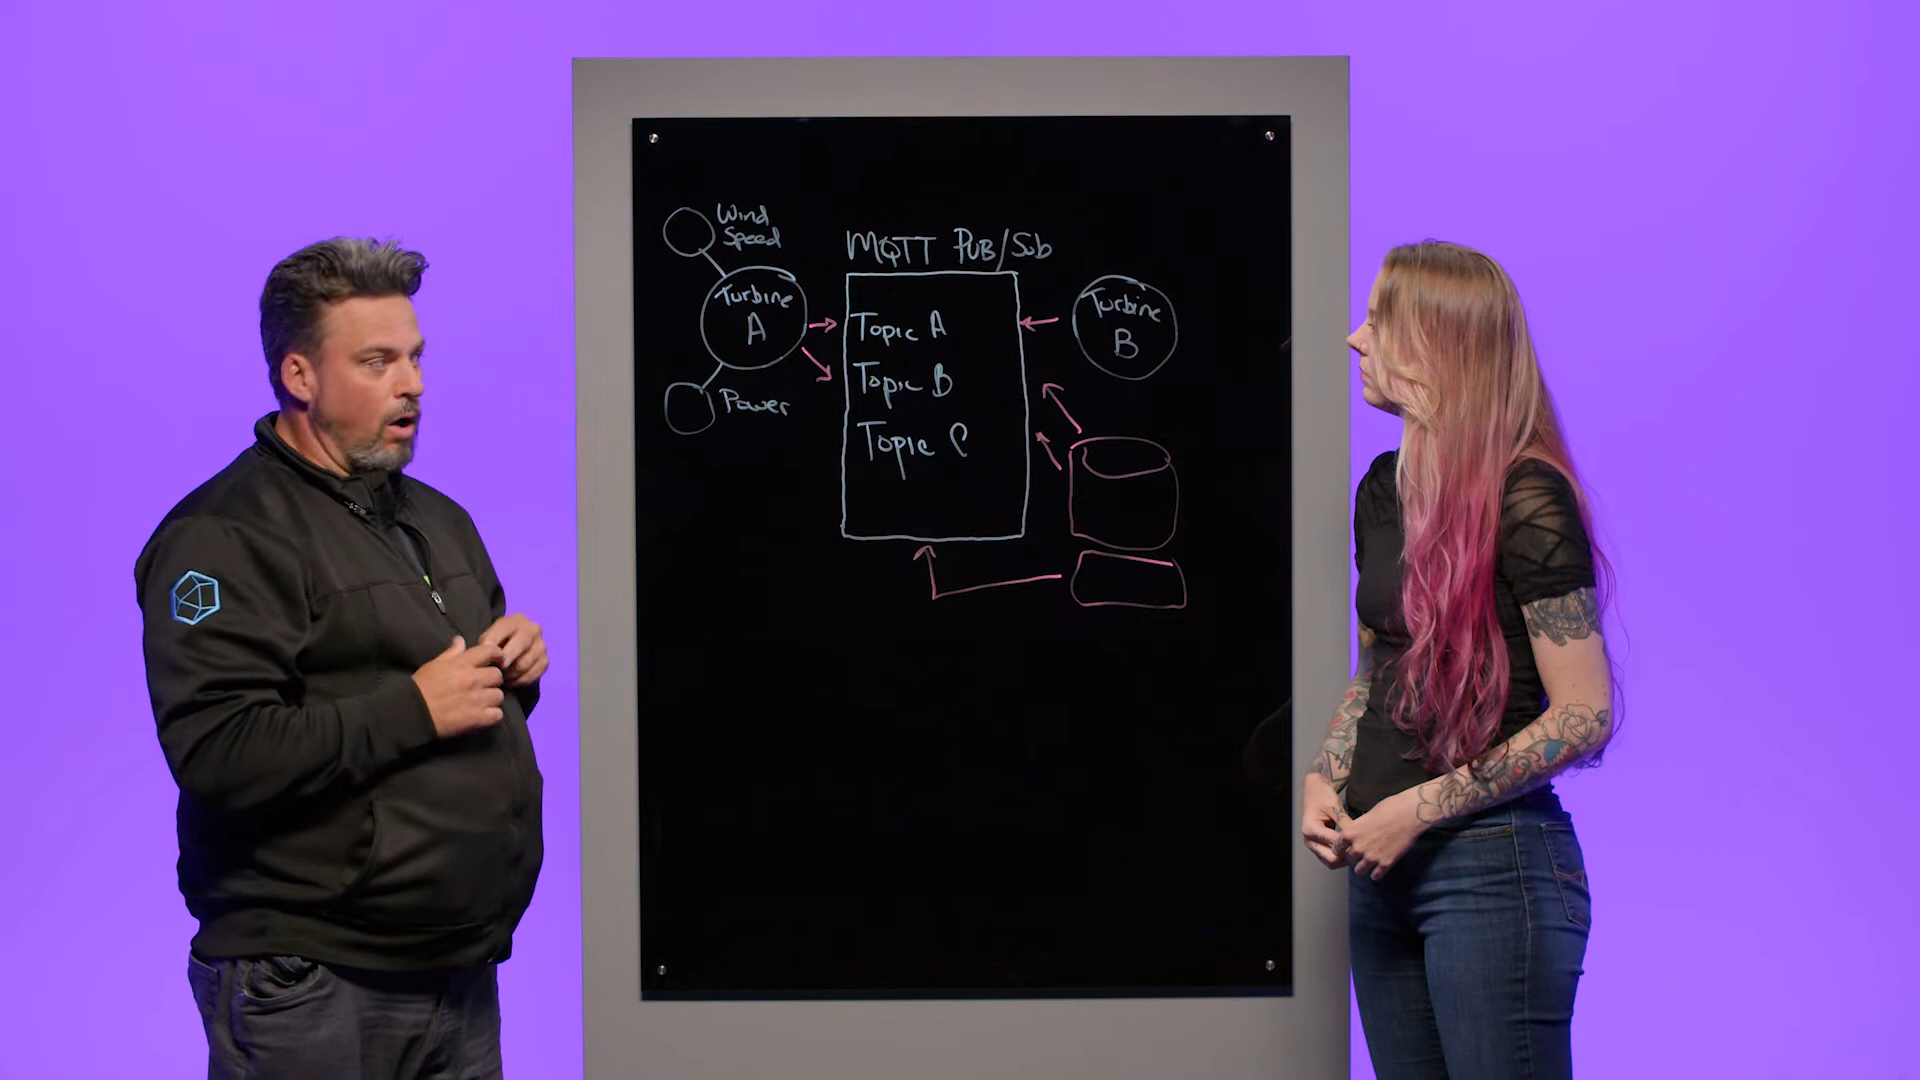 Wind
Speed
MQTT PUB/Sub
Turbine
A
Topic A
Turbine
B
Topic B
Power
Topic C